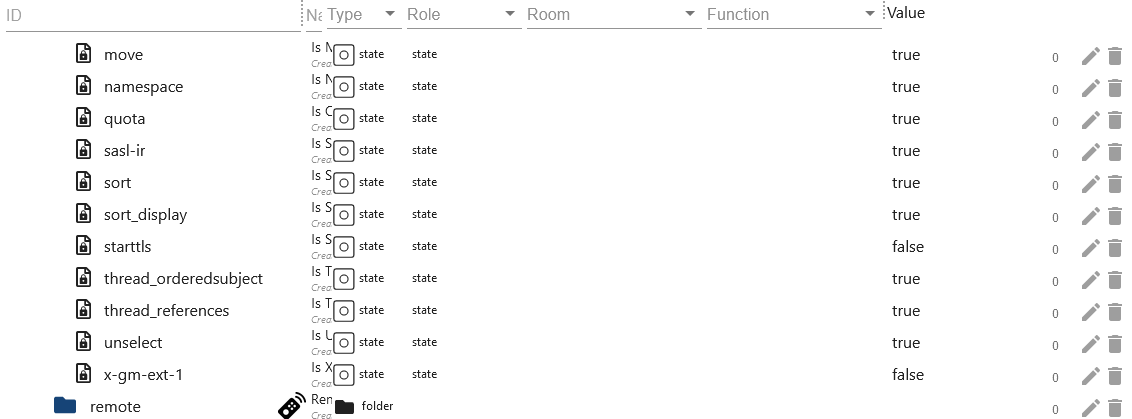 ID Na Type Role Room Function Value
move Is M state state true 0
Crea
namespace Is N state state true 0
Crea
quota Is state state true 0
Crea
sasl-ir Is S state state true 0
Crea
sort Is S state state true 0
Crea
sort_display Is S state state true 0
Crea
starttls Is S state state false 0
Crea
thread_orderedsubject Is T state state true 0
Crea
thread_references Is T state state true 0
Crea
unselect Is U state state true 0
Crea
x-gm-ext-1 Is X state state false 0
Crea
remote Ren folder 0
Crea